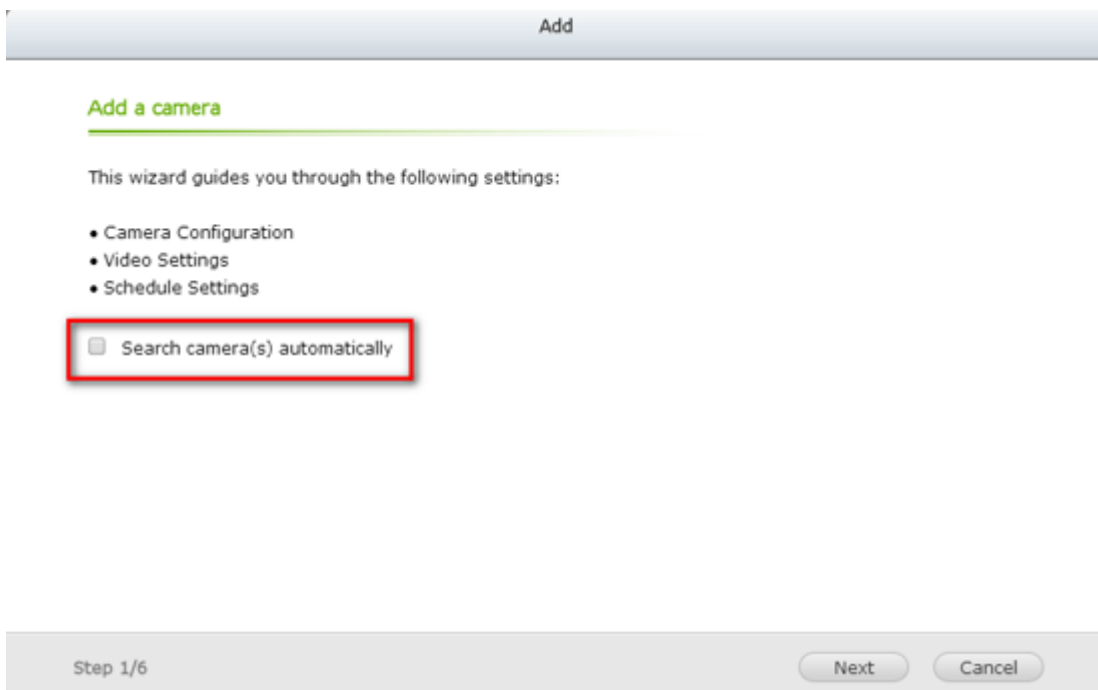 Add
Add a camera
This wizard guides you through the following settings:
• Camera Configuration
• Video Settings
• Schedule Settings
Search camera(s) automatically
Step 1/6
Next
Cancel